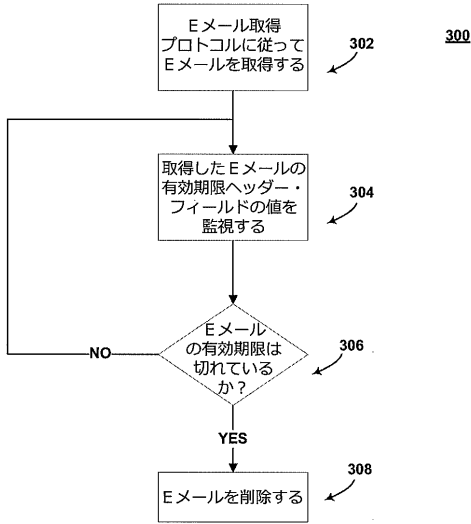 Ｅメール取得
プロトコルに従って
Ｅメールを取得する
302
300
取得したＥメールの
有効期限ヘッダー・
フィールドの値を
監視する
304
Ｅメール
の有効期限は
切れている
か？
306
NO
YES
Ｅメールを削除する
308